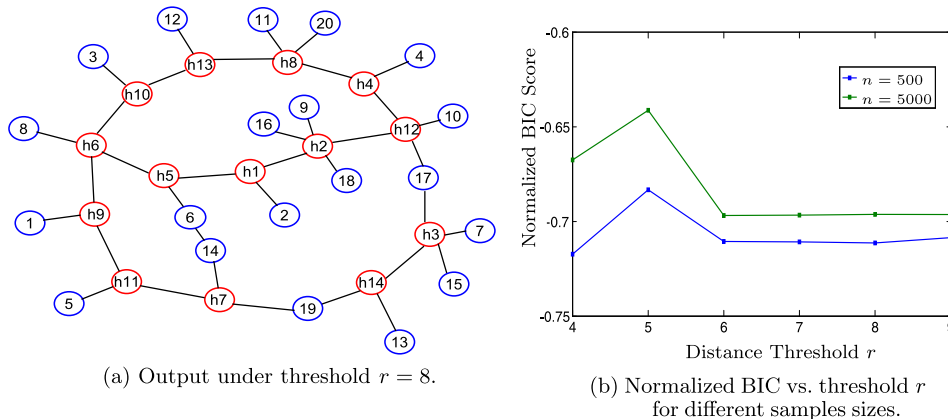 11
20
12
3
h13
h8
4
h4
h10
9
16
10
8
h12
h6
h2
h5
h1
18
17
h9
6
2
1
h3
7
14
h11
h14
15
5
h7
19
13
(a) Output under threshold r = 8.
Normalized BIC Score
-0.6
-0.65
-0.7
-0.75
n = 500
n = 5000
4
5
6
7
8
9
Distance Threshold r
(b) Normalized BIC vs. threshold r
for different samples sizes.